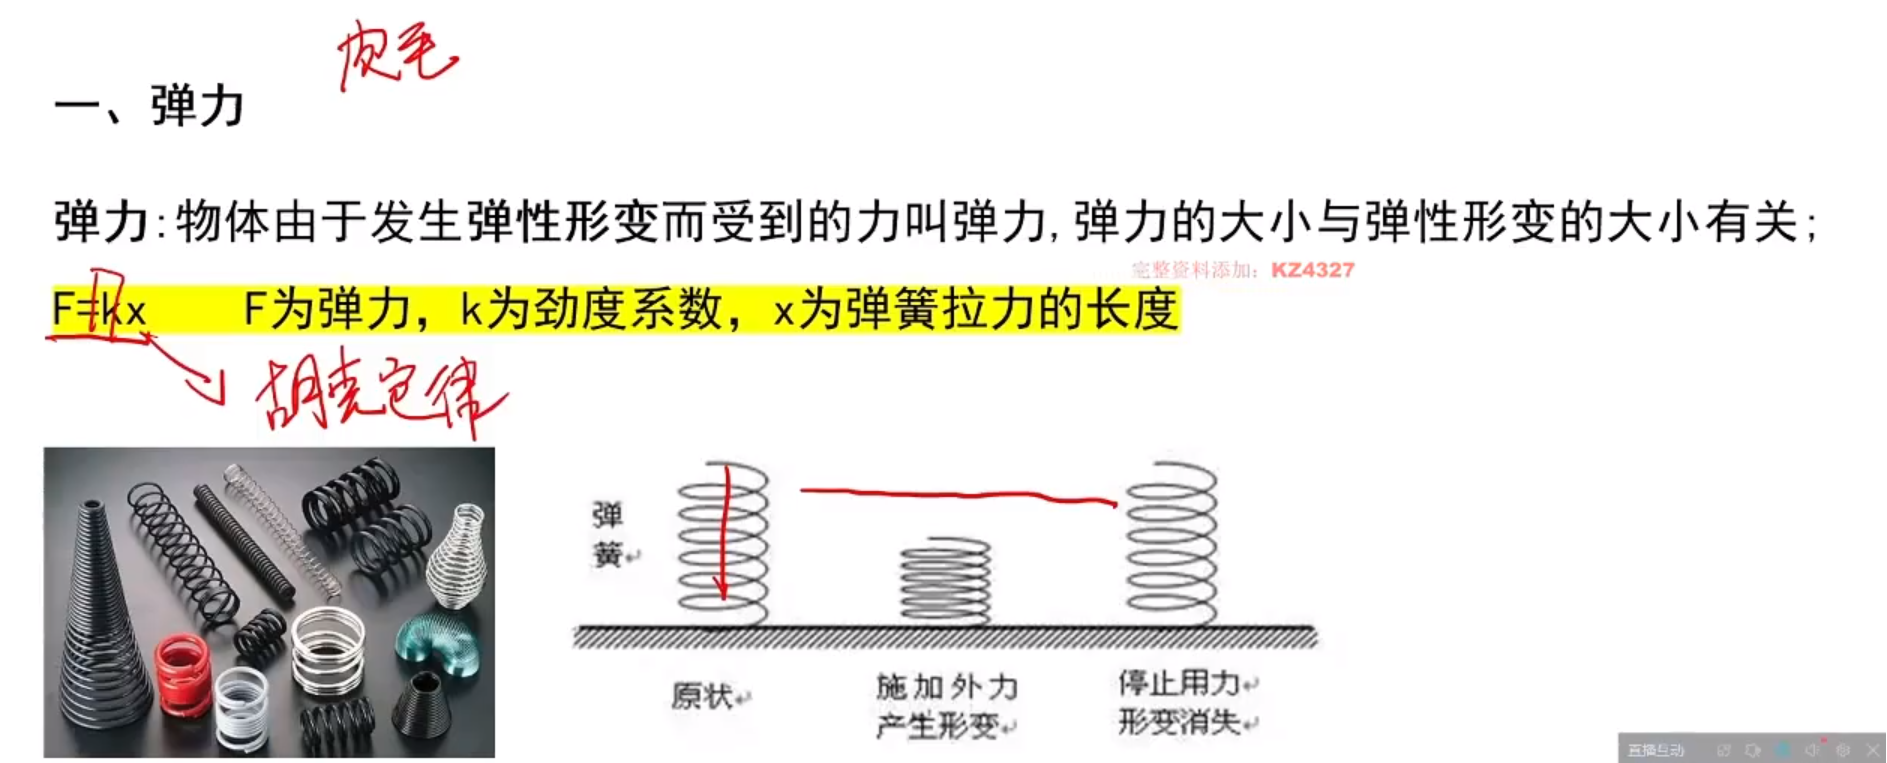 皮毛
一、弹力
弹力:物体由于发生弹性形变而受到的力叫弹力,弹力的大小与弹性形变的大小有关;
完整资料添加：KZ4327
F=kx F为弹力，k为劲度系数，x为弹簧拉力的长度
胡克定律
弹
簧
原状
施加外力
产生形变
停止用力
形变消失
直播互动